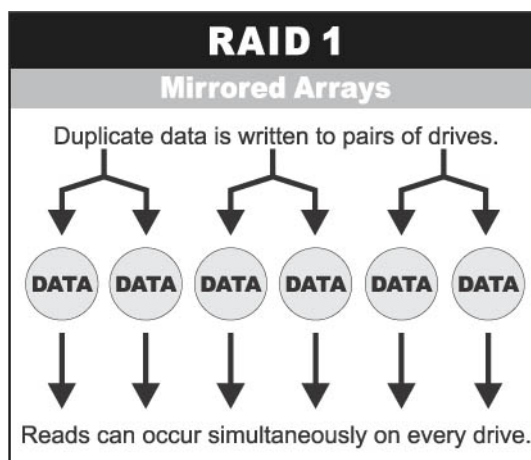 RAID 1
Mirrored Arrays
Duplicate data is written to pairs of drives.
DATA DATA DATA DATA DATA DATA
Reads can occur simultaneously on every drive.